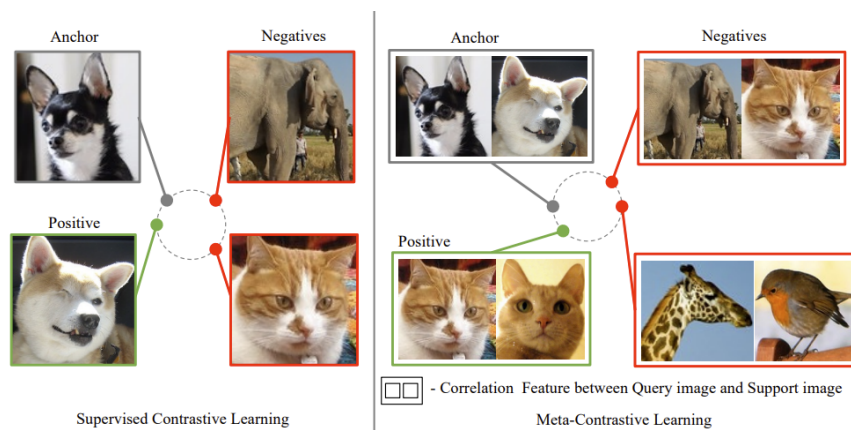 Anchor
Negatives
Positive
Supervised Contrastive Learning
Anchor
Negatives
Positive
- Correlation Feature between Query image and Support image
Meta-Contrastive Learning